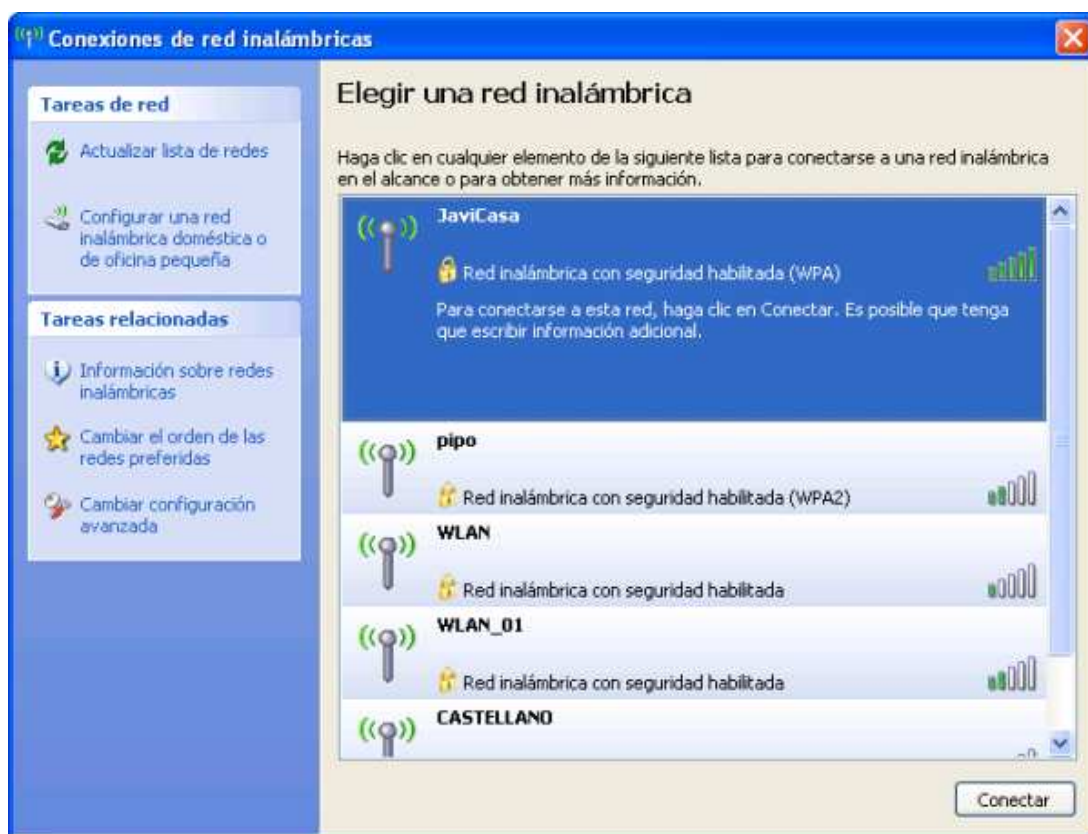 Conexiones de red inalámbricas
Tareas de red
Actualizar lista de redes
Configurar una red
inalámbrica doméstica o
de oficina pequeña
Tareas relacionadas
Información sobre redes
inalámbricas
Cambiar el orden de las
redes preferidas
Cambiar configuración
avanzada
Elegir una red inalámbrica
Haga clic en cualquier elemento de la siguiente lista para conectarse a una red inalámbrica
en el alcance o para obtener más información.
JaviCasa
Red inalámbrica con seguridad habilitada (WPA)
Para conectarse a esta red, haga clic en Conectar. Es posible que tenga
que escribir información adicional.
pipo
Red inalámbrica con seguridad habilitada (WPA2)
WLAN
Red inalámbrica con seguridad habilitada
WLAN_01
Red inalámbrica con seguridad habilitada
CASTELLANO
Conectar